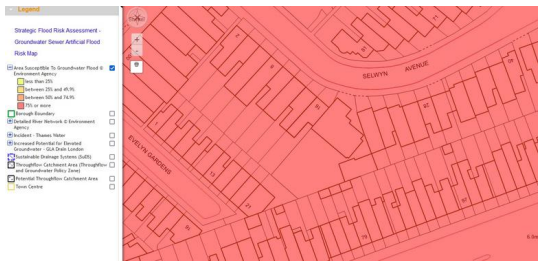 Legend
Strategic Flood Risk Assessment -
Groundwater Sewer Artificial Flood
Risk Map
Area Susceptible To Groundwater Flood ©
Environment Agency
less than 25%
between 25% and 49.9%
between 50% and 74.9%
75% or more
Borough Boundary
Detailed River Network © Environment
Agency
Incident - Thames Water
Increased Potential for Elevated
Groundwater - GLA Drain London
Sustainable Drainage Systems (SuDS)
Throughflow Catchment Area (Throughflow
and Groundwater Policy Zone)
Potential Throughflow Catchment Area
Town Centre
SELWYN AVENUE
EVELYN GARDENS
13
21